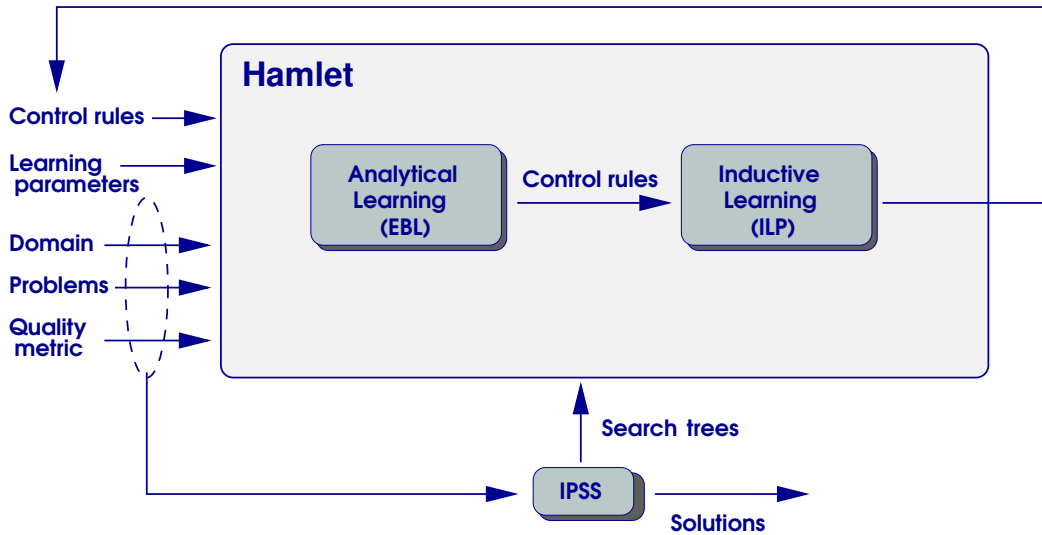 Hamlet
Control rules
Learning
parameters
Domain
Problems
Quality
metric
Analytical
Learning
(EBL)
Control rules
Inductive
Learning
(ILP)
Search trees
IPSS
Solutions